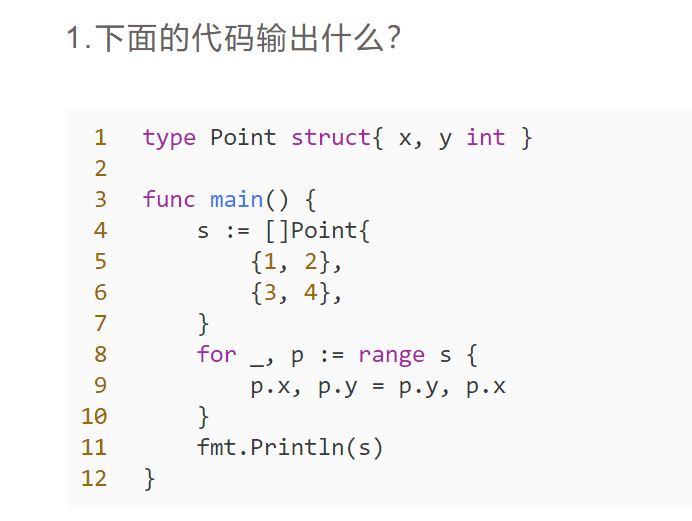 1.下面的代码输出什么?
1 type Point struct{ x, y int }
2
3 func main() {
4     s := []Point{
5         {1, 2},
6         {3, 4},
7     }
8     for _, p := range s {
9         p.x, p.y = p.y, p.x
10     }
11     fmt.Println(s)
12 }